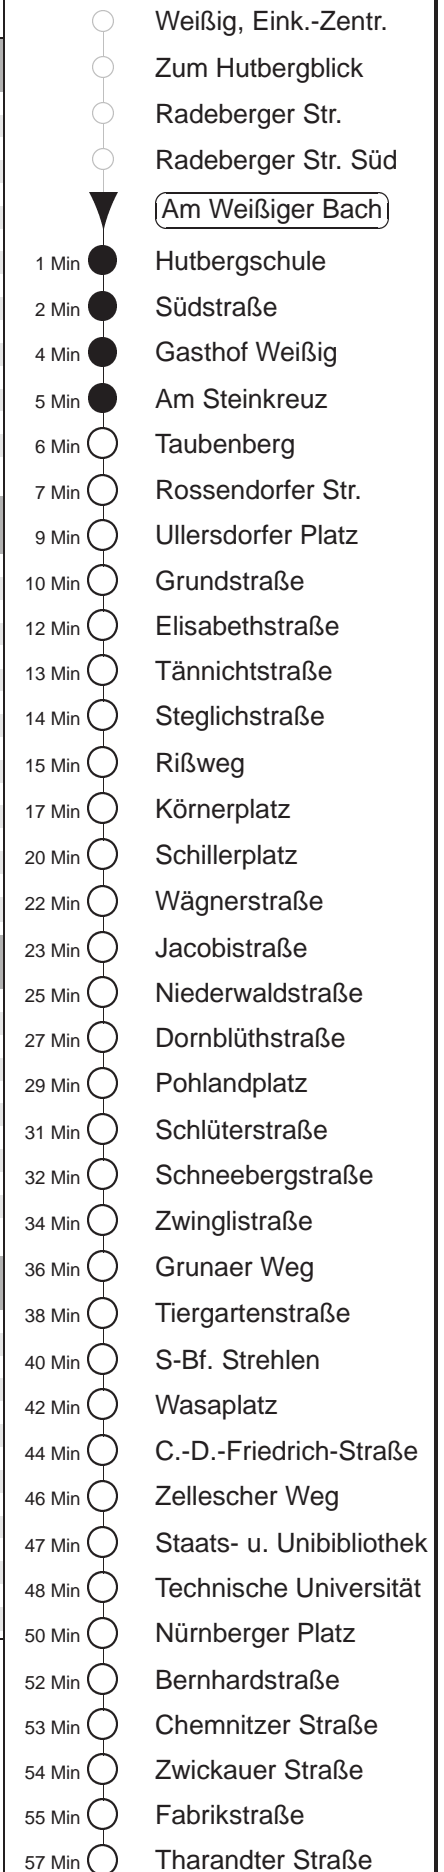 Weißig, Eink.-Zentr.
Zum Hutbergblick
Radeberger Str.
Radeberger Str. Süd
Am Weißiger Bach
1 Min Hutbergschule
2 Min Südstraße
4 Min Gasthof Weißig
5 Min Am Steinkreuz
6 Min Taubenberg
7 Min Rossendorfer Str.
9 Min Ullersdorfer Platz
10 Min Grundstraße
12 Min Elisabethstraße
13 Min Tännichtstraße
14 Min Steglichstraße
15 Min Rißweg
17 Min Körnerplatz
20 Min Schillerplatz
22 Min Wägnerstraße
23 Min Jacobistraße
25 Min Niederwaldstraße
27 Min Dornblüthstraße
29 Min Pohlandplatz
31 Min Schlüterstraße
32 Min Schneebergstraße
34 Min Zwinglistraße
36 Min Grunaer Weg
38 Min Tiergartenstraße
40 Min S-Bf. Strehlen
42 Min Wasaplatz
44 Min C.-D.-Friedrich-Straße
46 Min Zellescher Weg
47 Min Staats- u. Unibibliothek
48 Min Technische Universität
50 Min Nürnberger Platz
52 Min Bernhardstraße
53 Min Chemnitzer Straße
54 Min Zwickauer Straße
55 Min Fabrikstraße
57 Min Tharandter Straße